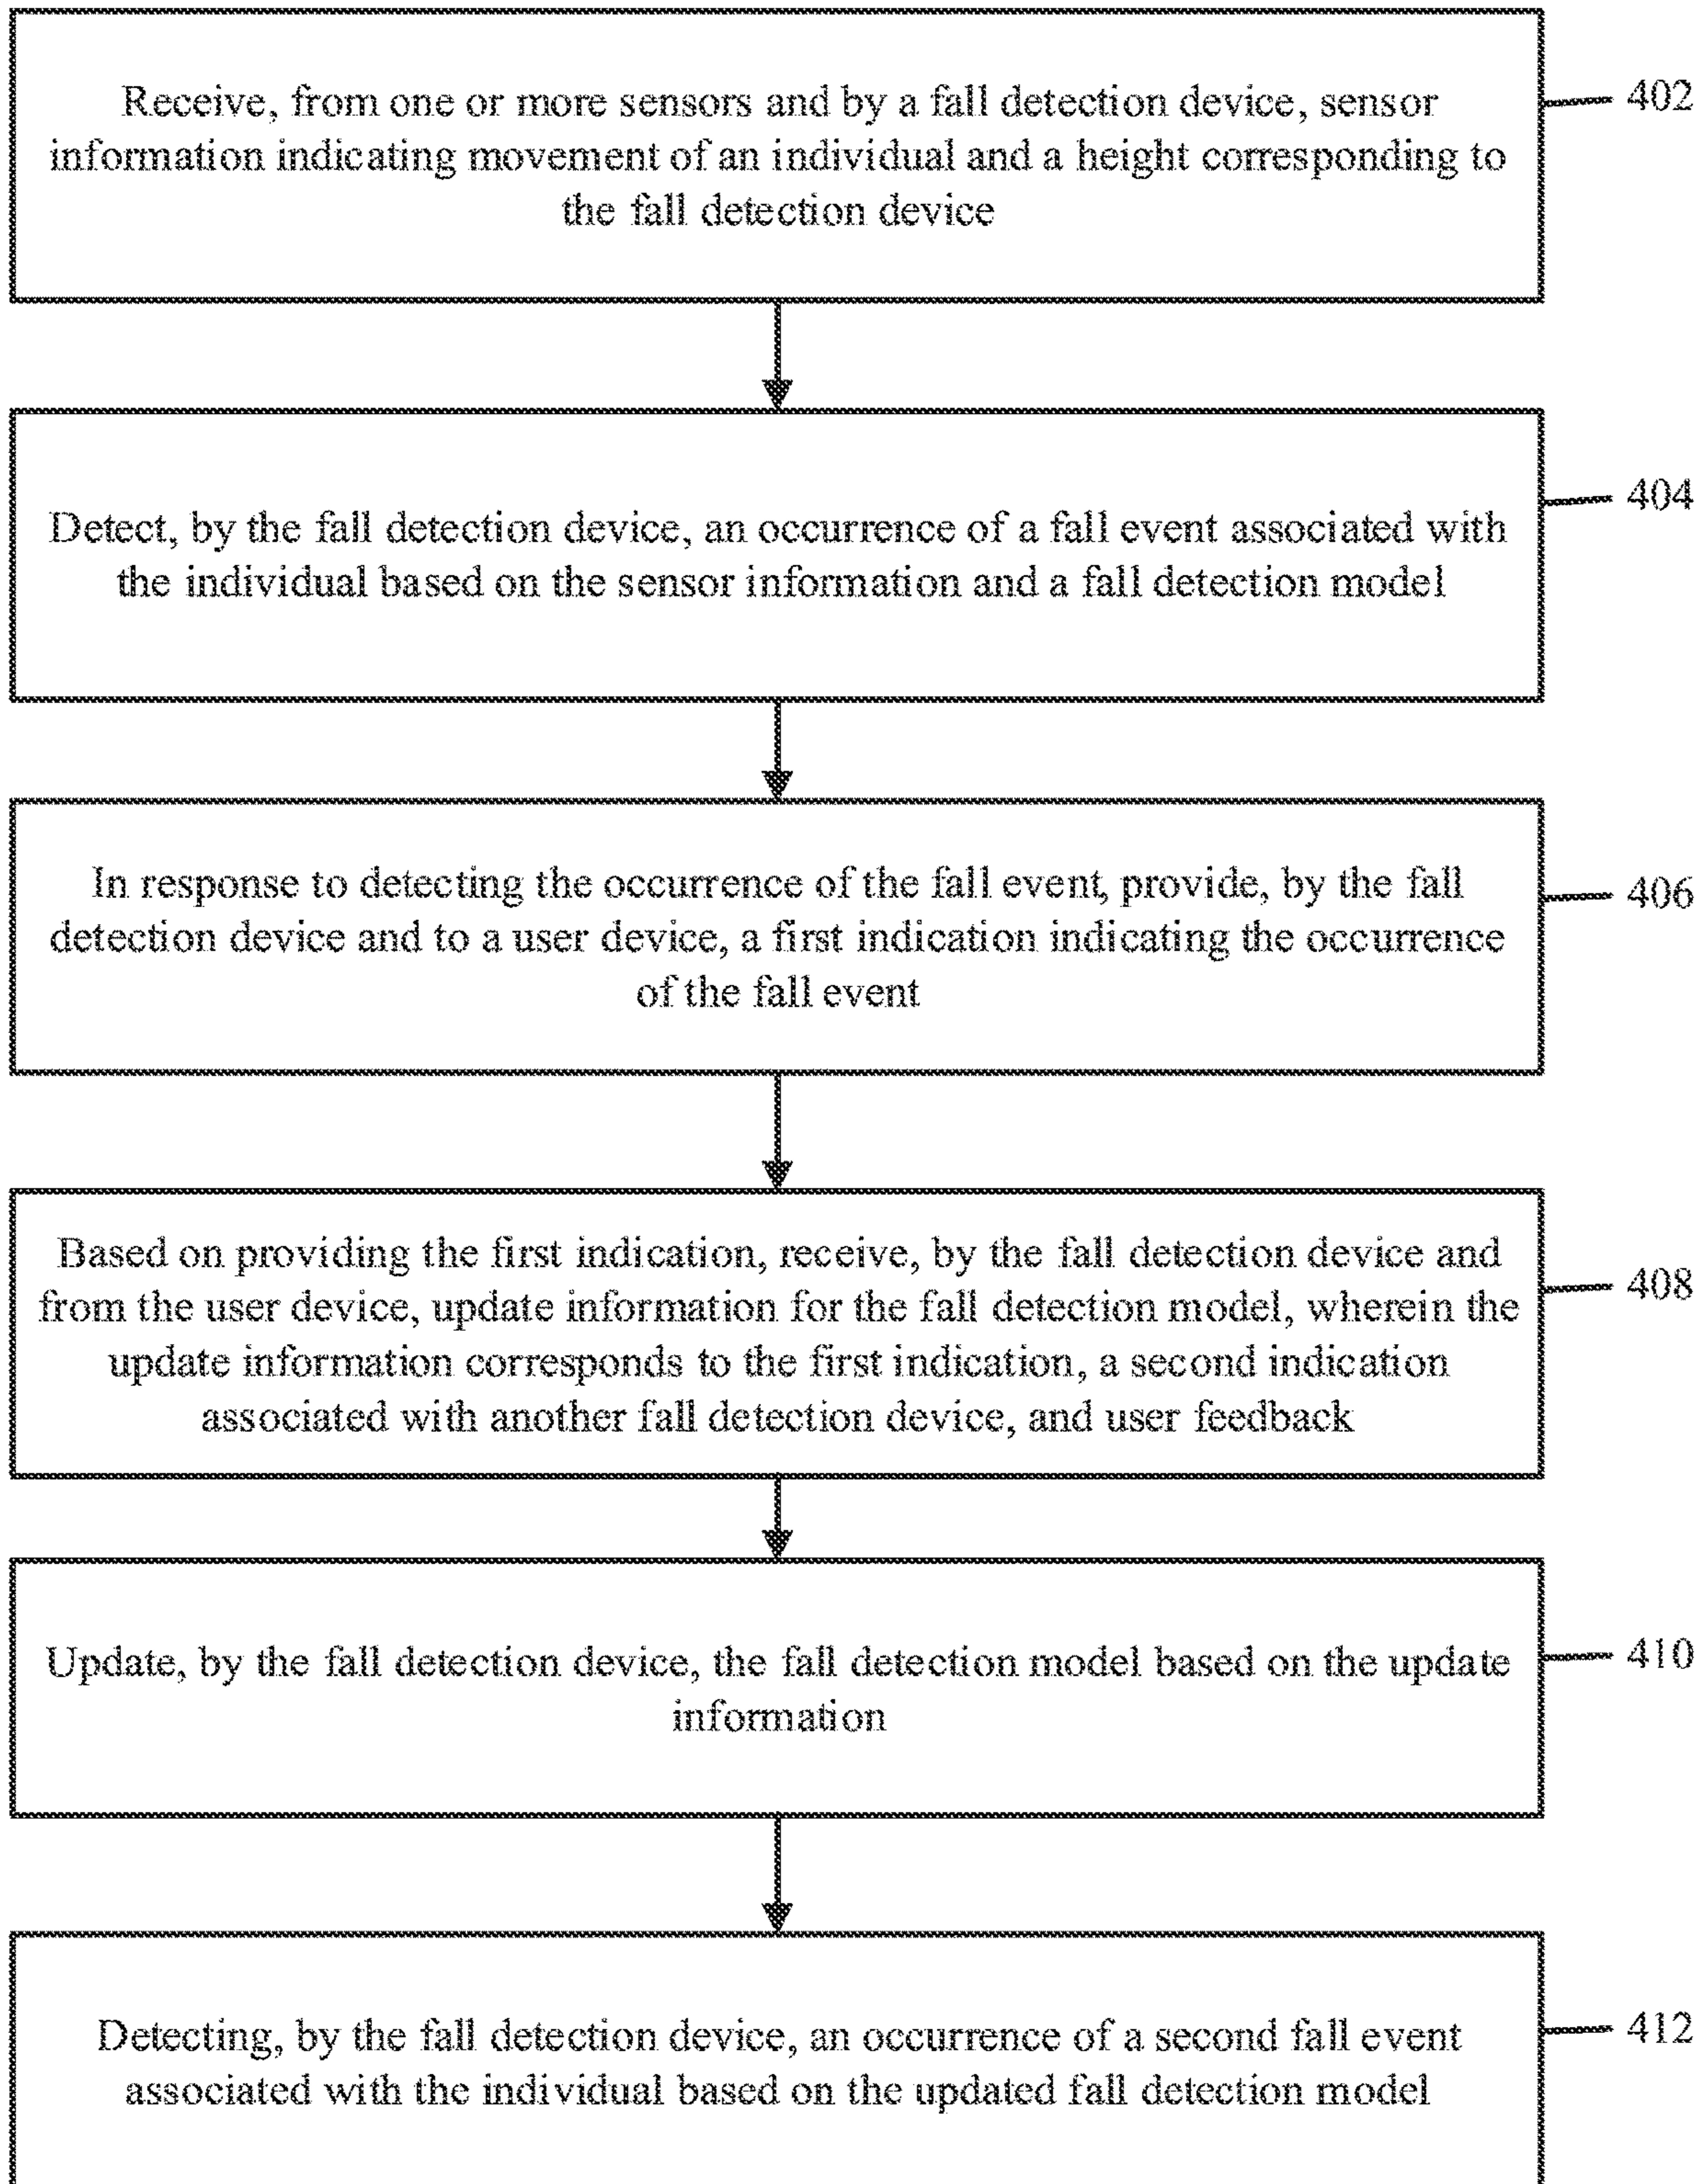 Receive, from one or more sensors and by a fall detection device, sensor
information indicating movement of an individual and a height corresponding to
the fall detection device
402
Detect, by the fall detection device, an occurrence of a fall event associated with
the individual based on the sensor information and a fall detection model
404
In response to detecting the occurrence of the fall event, provide, by the fall
detection device and to a user device, a first indication indicating the occurrence
of the fall event
406
Based on providing the first indication, receive, by the fall detection device and
from the user device, update information for the fall detection model, wherein the
update information corresponds to the first indication, a second indication
associated with another fall detection device, and user feedback
408
Update, by the fall detection device, the fall detection model based on the update
information
410
Detecting, by the fall detection device, an occurrence of a second fall event
associated with the individual based on the updated fall detection model
412